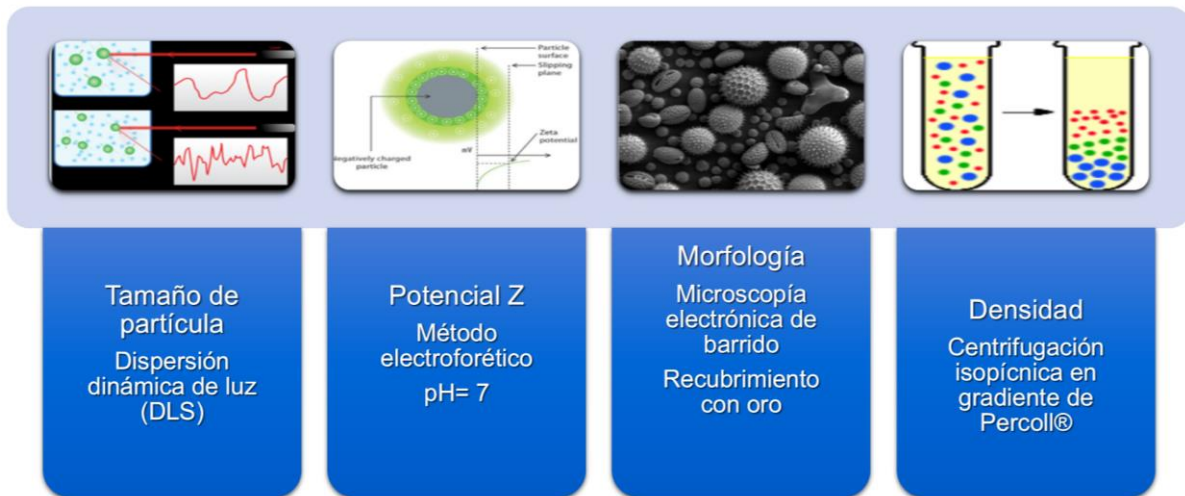 Particle
surface
Slipping
plane
Zeta
potential
mV
egatively charged
particle
Tamaño de
partícula
Dispersión
dinámica de luz
(DLS)
Potencial Z
Método
electroforético
pH= 7
Morfología
Microscopía
electrónica de
barrido
Recubrimiento
con oro
Densidad
Centrifugación
isopícnica en
gradiente de
Percoll®